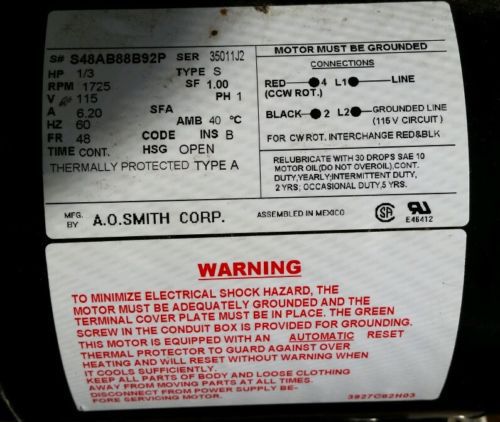 S# S48AB88B92P SER 35011J2
HP 1/3 TYPE S
RPM 1725 SF 1.00
V 115 PH 1
A 6.20 SFA
HZ 60 AMB 40 °C
FR 48 CODE INS B
TIME CONT. HSG OPEN
THERMALLY PROTECTED TYPE A
MOTOR MUST BE GROUNDED
CONNECTIONS
RED 4 L1 LINE
(CCW ROT.)
BLACK 2 L2 GROUNDED LINE
(115 V CIRCUIT)
FOR CW ROT. INTERCHANGE RED&BLK
RELUBRICATE WITH 30 DROPS SAE 10
MOTOR OIL (DO NOT OVEROIL). CONT.
DUTY,YEARLY; INTERMITTENT DUTY,
2 YRS; OCCASIONAL DUTY,5 YRS.
MFG. BY A.O.SMITH CORP. ASSEMBLED IN MEXICO
E46412
WARNING
TO MINIMIZE ELECTRICAL SHOCK HAZARD, THE
MOTOR MUST BE ADEQUATELY GROUNDED AND THE
TERMINAL COVER PLATE MUST BE IN PLACE. THE GREEN
SCREW IN THE CONDUIT BOX IS PROVIDED FOR GROUNDING.
THIS MOTOR IS EQUIPPED WITH AN AUTOMATIC RESET
THERMAL PROTECTOR TO GUARD AGAINST OVER
HEATING AND WILL RESET WITHOUT WARNING WHEN
IT COOLS SUFFICIENTLY.
KEEP ALL PARTS OF BODY AND LOOSE CLOTHING
AWAY FROM MOVING PARTS AT ALL TIMES.
DISCONNECT FROM POWER SUPPLY BE-
FORE SERVICING MOTOR.
3927C82H03